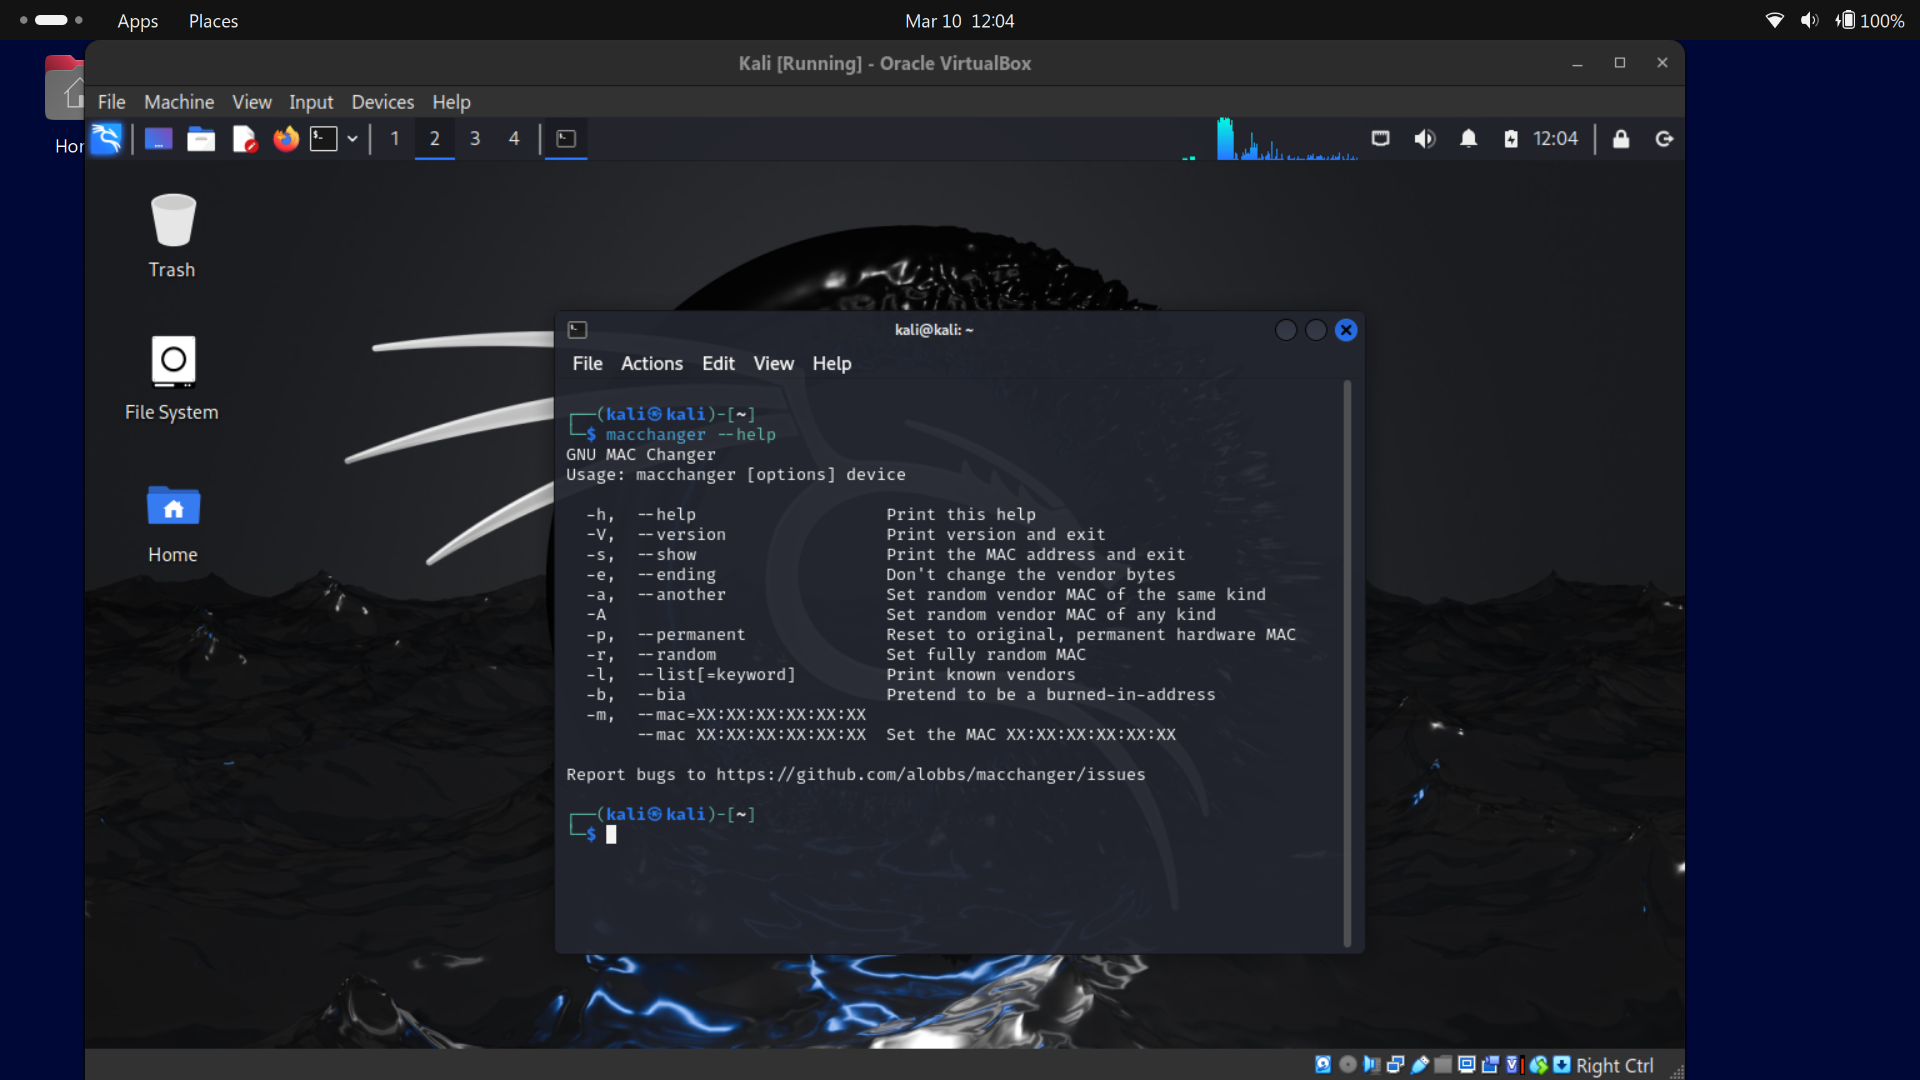 Apps Places Mar 10 12:04 100%
Hor
Kali [Running] - Oracle VirtualBox
File Machine View Input Devices Help
1 2 3 4 12:04
Trash
File System
Home
kali@kali: ~
File Actions Edit View Help
┌──(kali㉿kali)-[~]
└─$ macchanger --help
GNU MAC Changer
Usage: macchanger [options] device
-h, --help Print this help
-V, --version Print version and exit
-s, --show Print the MAC address and exit
-e, --ending Don't change the vendor bytes
-a, --another Set random vendor MAC of the same kind
-A Set random vendor MAC of any kind
-p, --permanent Reset to original, permanent hardware MAC
-r, --random Set fully random MAC
-l, --list[=keyword] Print known vendors
-b, --bia Pretend to be a burned-in-address
-m, --mac=XX:XX:XX:XX:XX:XX
--mac XX:XX:XX:XX:XX:XX Set the MAC XX:XX:XX:XX:XX:XX
Report bugs to https://github.com/alobbs/macchanger/issues
┌──(kali㉿kali)-[~]
└─$
Right Ctrl